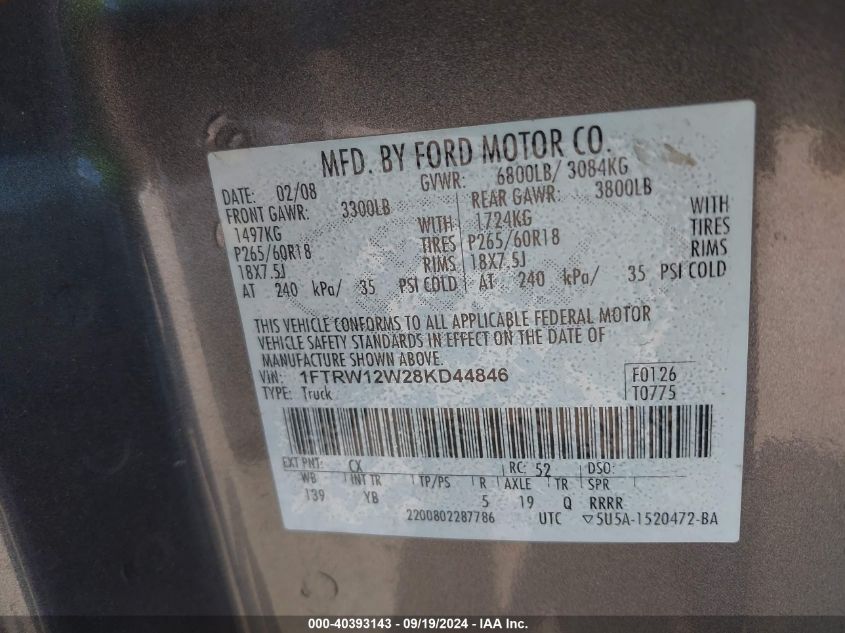 MFD. BY FORD MOTOR CO.
DATE: 02/08 GVWR: 6800LB/ 3084KG
FRONT GAWR: 3300LB REAR GAWR: 3800LB
1497KG WITH 1724KG WITH
P265/60R18 TIRES P265/60R18 TIRES
18X7.5J RIMS 18X7.5J RIMS
AT 240 kPa/ 35 PSI COLD AT 240 kPa/ 35 PSI COLD
THIS VEHICLE CONFORMS TO ALL APPLICABLE FEDERAL MOTOR
VEHICLE SAFETY STANDARDS IN EFFECT ON THE DATE OF
MANUFACTURE SHOWN ABOVE.
VIN: 1FTRW12W28KD44846 F0126
TYPE: Truck T0775
EXT PNT: CX RC: 52 DSO:
WB INT TR TP/PS R AXLE TR SPR
139 YB 5 19 Q RRRR
2200802287786 UTC ▽5U5A-1520472-BA
000-40393143 - 09/19/2024 - IAAI.com